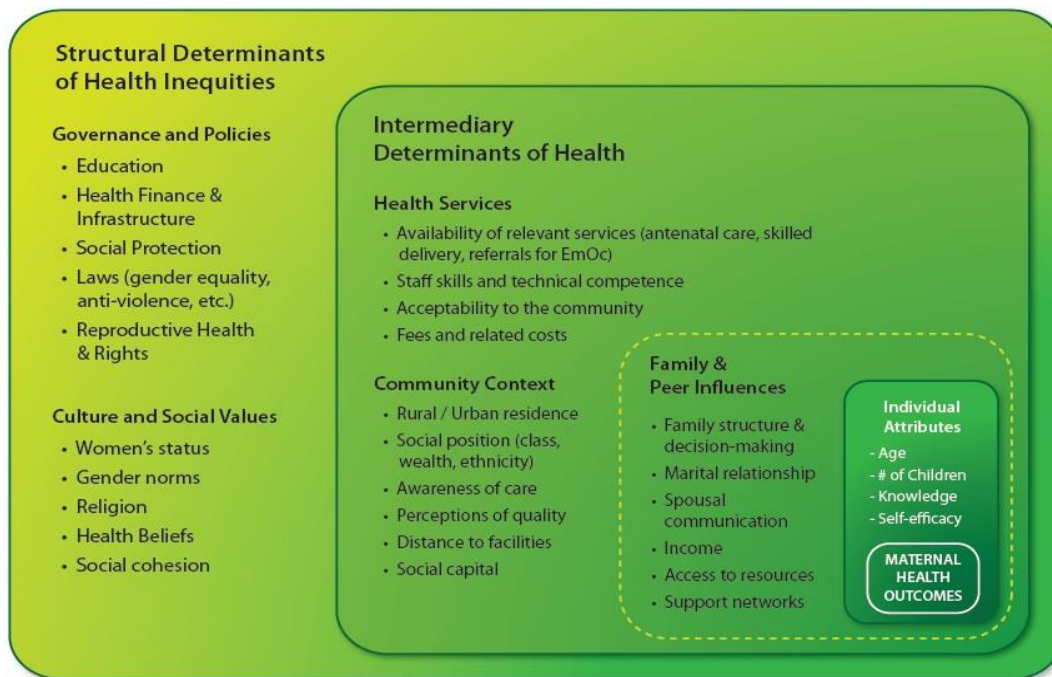 Structural Determinants
of Health Inequities
Governance and Policies
• Education
• Health Finance &
Infrastructure
• Social Protection
• Laws (gender equality,
anti-violence, etc.)
• Reproductive Health
& Rights
Culture and Social Values
• Women's status
• Gender norms
• Religion
• Health Beliefs
• Social cohesion
Intermediary
Determinants of Health
Health Services
• Availability of relevant services (antenatal care, skilled
delivery, referrals for EmOc)
• Staff skills and technical competence
• Acceptability to the community
• Fees and related costs
Community Context
• Rural / Urban residence
• Social position (class,
wealth, ethnicity)
• Awareness of care
• Perceptions of quality
• Distance to facilities
• Social capital
Family &
Peer Influences
• Family structure &
decision-making
• Marital relationship
• Spousal
communication
• Income
• Access to resources
• Support networks
Individual
Attributes
- Age
- # of Children
- Knowledge
- Self-efficacy
MATERNAL
HEALTH
OUTCOMES